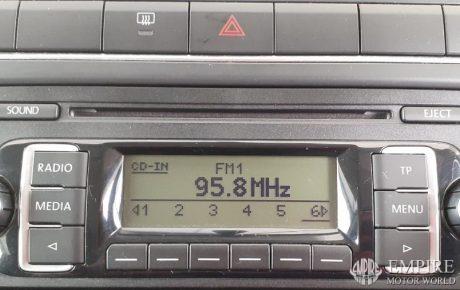 SOUND
EJECT
RADIO
CD-IN
FM1
TP
95.8MHz
MEDIA
1 2 3 4 5 6
MENU
EMPIRE
MOTOR WORLD